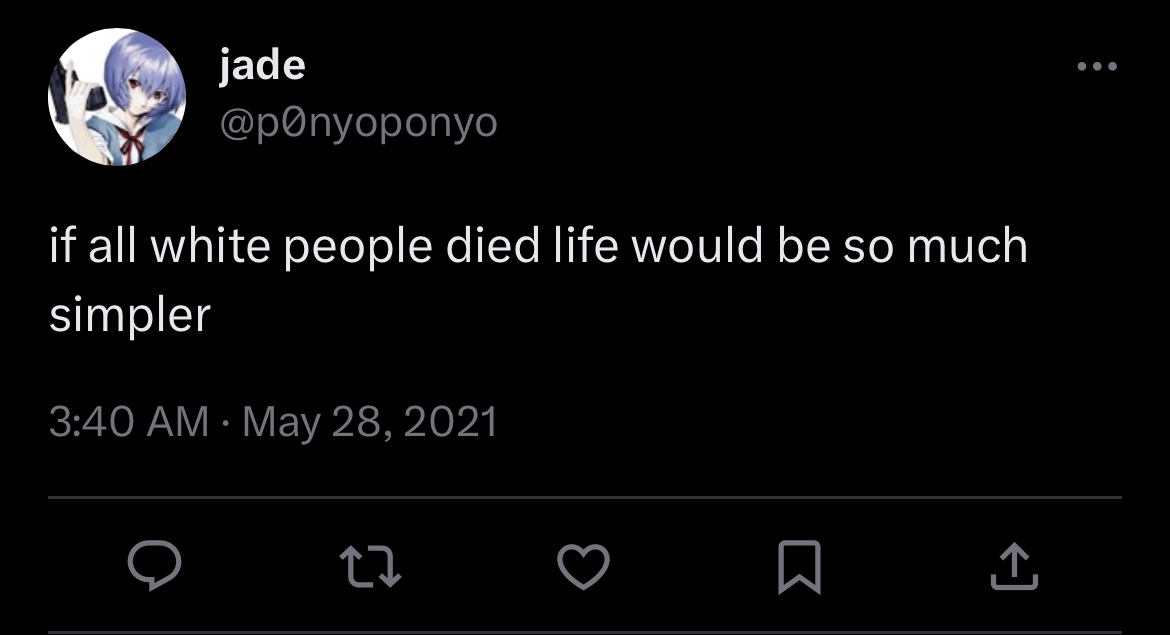 jade
@p0nyoponyo
if all white people died life would be so much
simpler
3:40 AM · May 28, 2021